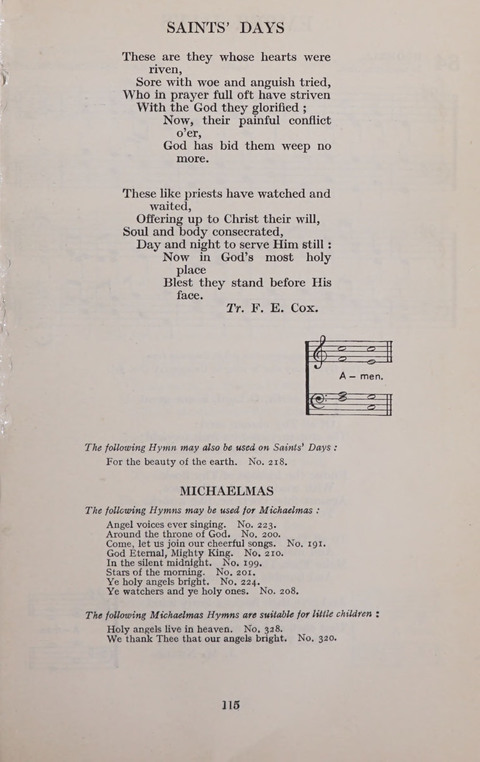 SAINTS' DAYS
These are they whose hearts were
riven,
Sore with woe and anguish tried,
Who in prayer full oft have striven
With the God they glorified ;
Now, their painful conflict
o'er,
God has bid them weep no
more.
These like priests have watched and
waited,
Offering up to Christ their will,
Soul and body consecrated,
Day and night to serve Him still :
Now in God's most holy
place
Blest they stand before His
face.
Tr. F. E. Cox.
A – men.
The following Hymn may also be used on Saints' Days :
For the beauty of the earth. No. 218.
MICHAELMAS
The following Hymns may be used for Michaelmas :
Angel voices ever singing. No. 223.
Around the throne of God. No. 200.
Come, let us join our cheerful songs. No. 191.
God Eternal, Mighty King. No. 210.
In the silent midnight. No. 199.
Stars of the morning. No. 201.
Ye holy angels bright. No. 224.
Ye watchers and ye holy ones. No. 208.
The following Michaelmas Hymns are suitable for little children :
Holy angels live in heaven. No. 328.
We thank Thee that our angels bright. No. 320.
115